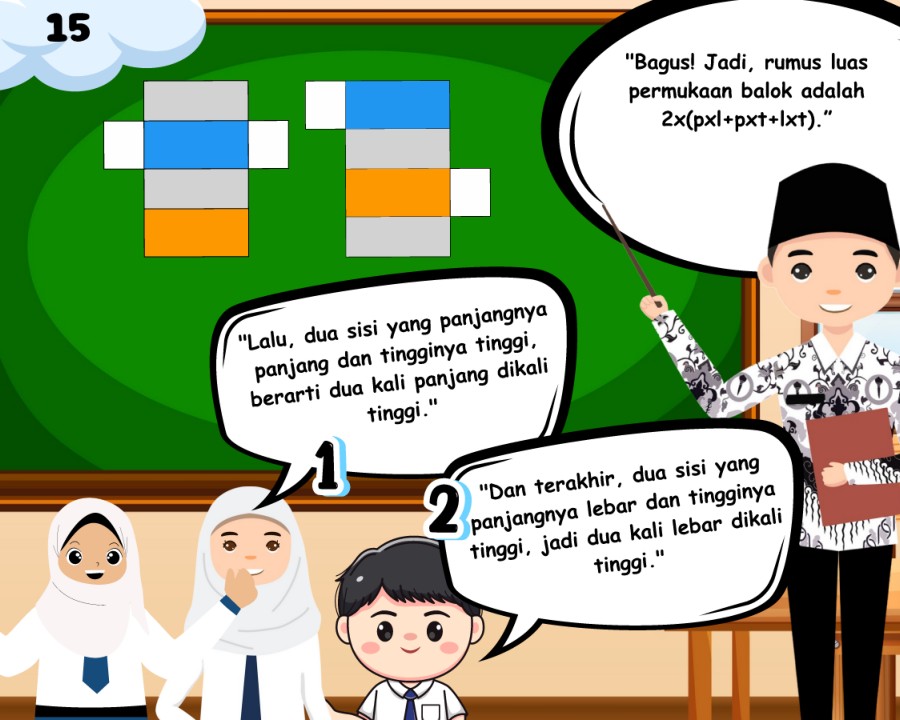 15
"Bagus! Jadi, rumus luas
permukaan balok adalah
2x(pxl+pxt+lxt).”
"Lalu, dua sisi yang panjangnya
panjang dan tingginya tinggi,
berarti dua kali panjang dikali
tinggi."
1
2
"Dan terakhir, dua sisi yang
panjangnya lebar dan tingginya
tinggi, jadi dua kali lebar dikali
tinggi."